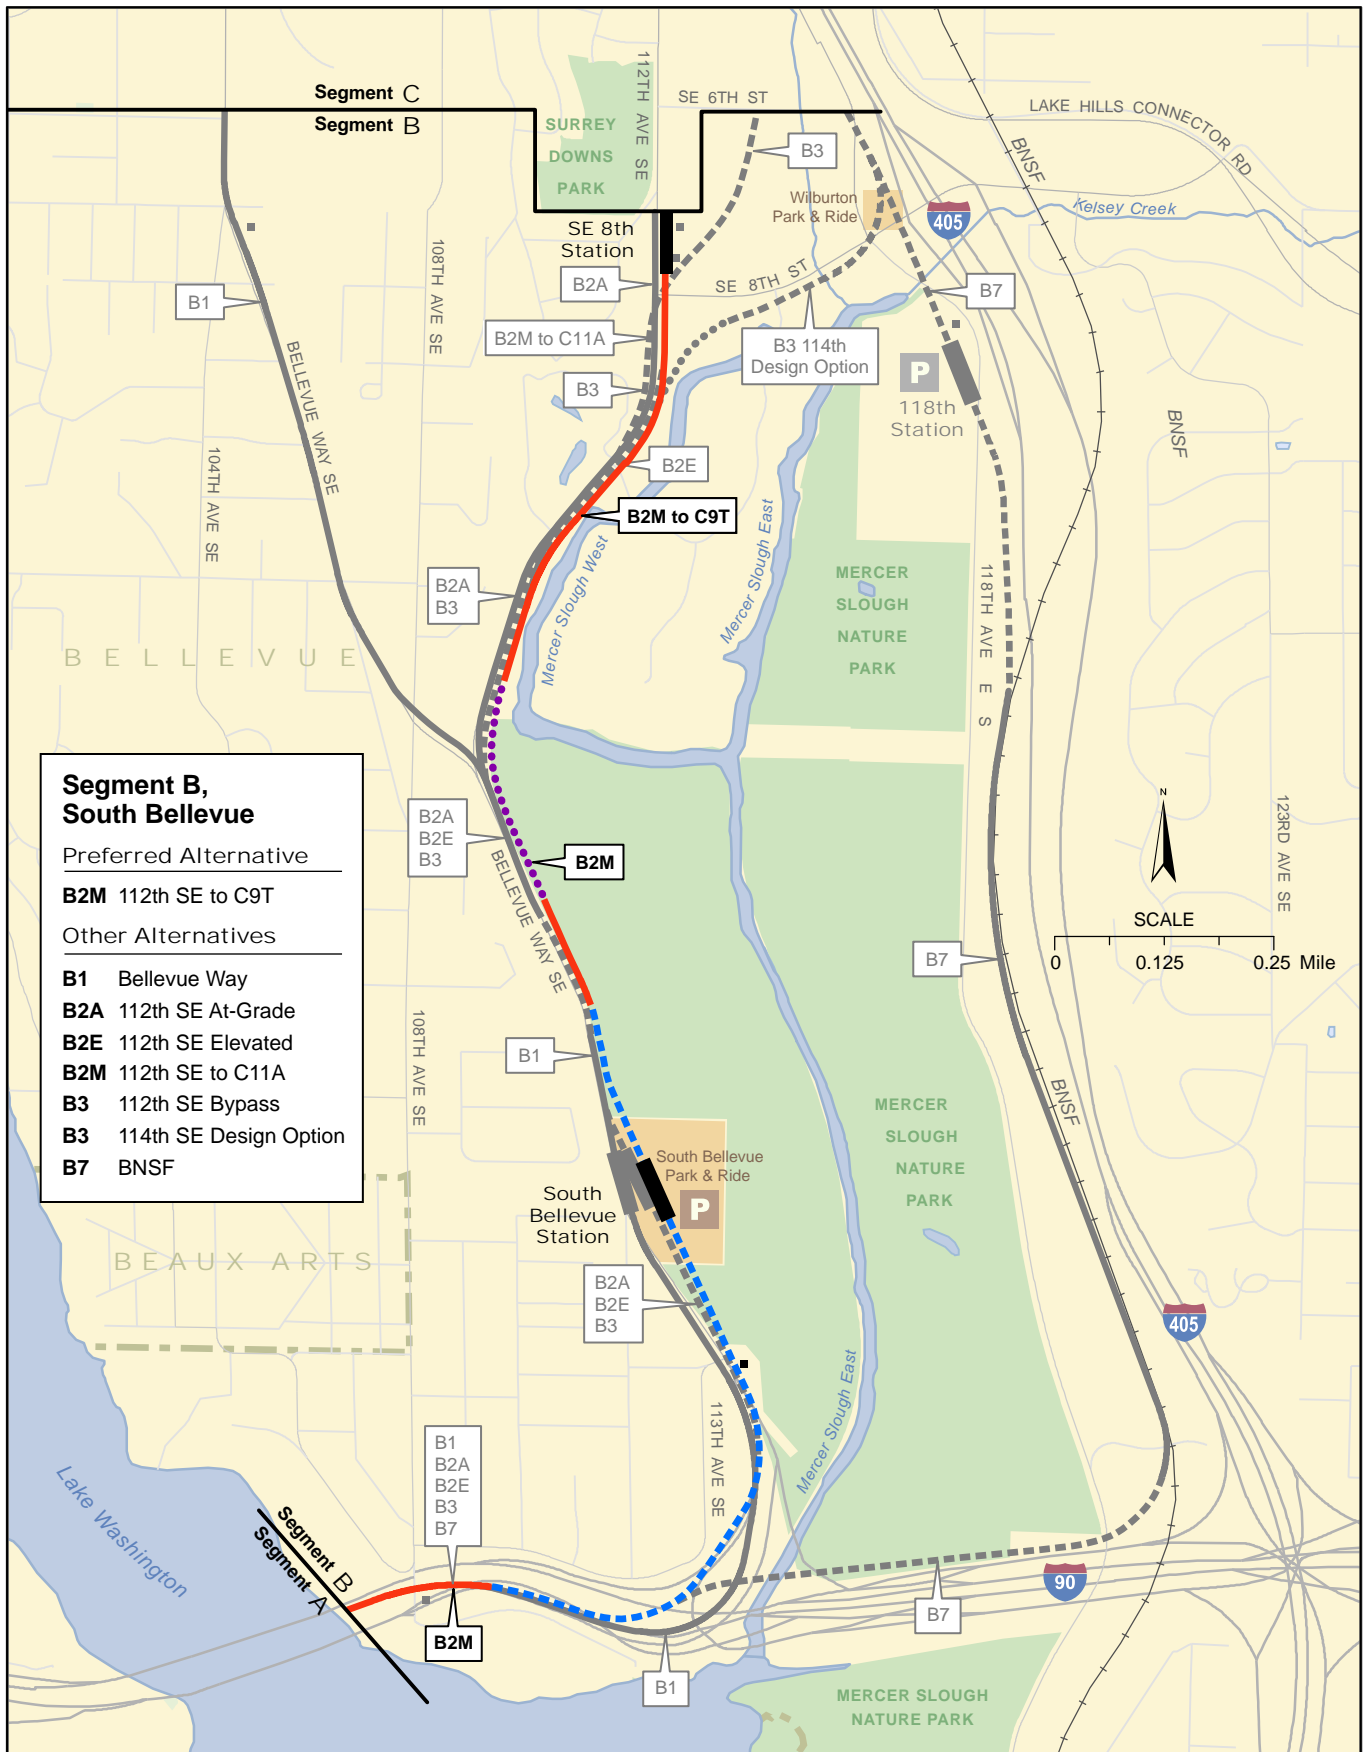 Segment C
Segment B
SURREY
DOWNS
PARK
112TH AVE SE
SE 6TH ST
LAKE HILLS CONNECTOR RD
BNSF
B3
Wilburton
Park & Ride
405
Kelsey Creek
SE 8th
Station
108TH AVE SE
B1
B2A
SE 8TH ST
B7
B2M to C11A
B3 114th
Design Option
BELLEVUE WAY SE
B3
P
118th
Station
BNSF
104TH AVE SE
B2E
B2M to C9T
Mercer Slough West
Mercer Slough East
B2A
B3
MERCER
SLOUGH
NATURE
PARK
118TH AVE E S
BELLEVUE
Segment B,
South Bellevue
Preferred Alternative
B2M 112th SE to C9T
Other Alternatives
B1 Bellevue Way
B2A 112th SE At-Grade
B2E 112th SE Elevated
B2M 112th SE to C11A
B3 112th SE Bypass
B3 114th SE Design Option
B7 BNSF
B2A
B2E
B3
B2M
BELLEVUE WAY SE
N
123RD AVE SE
SCALE
0 0.125 0.25 Mile
B7
108TH AVE SE
B1
BNSF
MERCER
SLOUGH
NATURE
PARK
South Bellevue
Park & Ride
P
South
Bellevue
Station
BEAUX ARTS
B2A
B2E
B3
405
113TH AVE SE
Mercer Slough East
B1
B2A
B2E
B3
B7
Lake Washington
Segment B
Segment A
B2M
90
B7
B1
MERCER SLOUGH
NATURE PARK